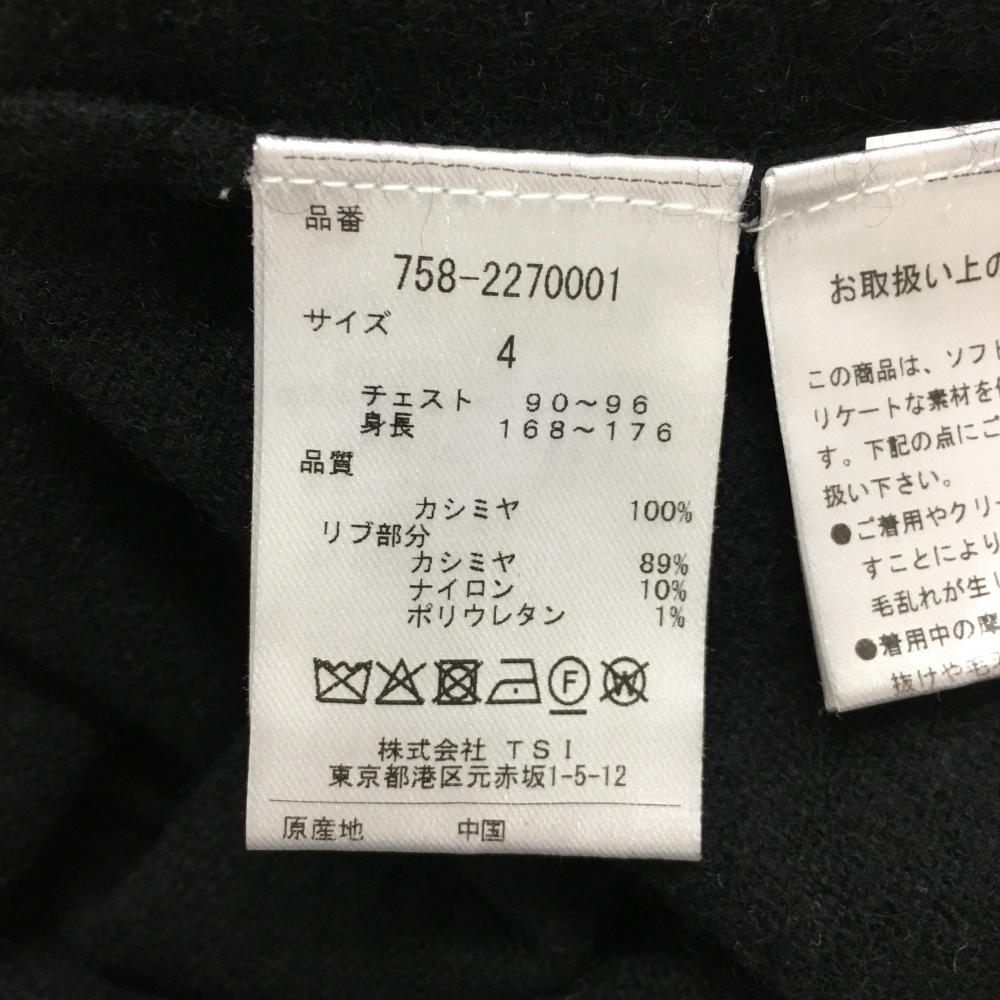 品番
758-2270001
サイズ
4
チェスト 90～96
身長 168～176
品質
カシミヤ 100%
リブ部分
カシミヤ 89%
ナイロン 10%
ポリウレタン 1%
F W
株式会社 TSI
東京都港区元赤坂1-5-12
原産地 中国
お取扱い上の
この商品は、ソフト
リケートな素材を
す。下記の点にご
扱い下さい。
●ご着用やクリー
すことにより
毛乱れが生じ
●着用中の摩
抜けや毛